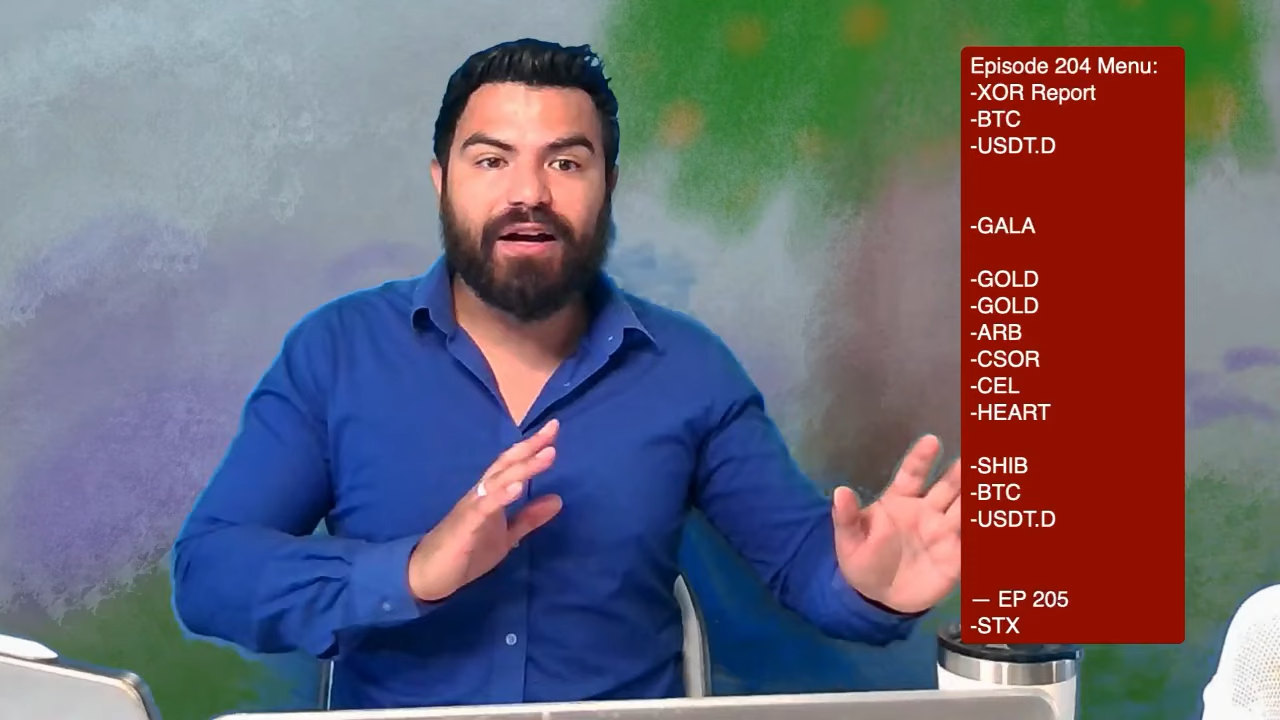 Episode 204 Menu:
-XOR Report
-BTC
-USDT.D
-GALA
-GOLD
-GOLD
-ARB
-CSOR
-CEL
-HEART
-SHIB
-BTC
-USDT.D
— EP 205
-STX